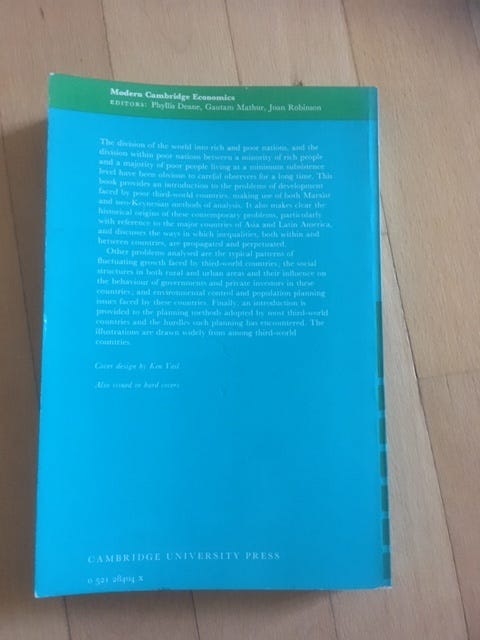 Modern Cambridge Economics
EDITORS: Phyllis Deane, Gautam Mathur, Joan Robinson
The division of the world into rich and poor nations, and the
division within poor nations between a minority of rich people
and a majority of poor people living at a minimum subsistence
level have been obvious to careful observers for a long time. This
book provides an introduction to the problems of development
faced by poor third-world countries, making use of both Marxist
and neo-Keynesian methods of analysis. It also makes clear the
historical origins of these contemporary problems, particularly
with reference to the major countries of Asia and Latin America,
and discusses the ways in which inequalities, both within and
between countries, are propagated and perpetuated.
Other problems analysed are the typical patterns of
fluctuating growth faced by third-world countries; the social
structures in both rural and urban areas and their influence on
the behaviour of governments and private investors in these
countries; and environmental control and population planning
issues faced by these countries. Finally, an introduction is
provided to the planning methods adopted by most third-world
countries and the hurdles such planning has encountered. The
illustrations are drawn widely from among third-world
countries.
Cover design by Ken Vail
Also issued in hard covers
CAMBRIDGE UNIVERSITY PRESS
0 521 28404 X